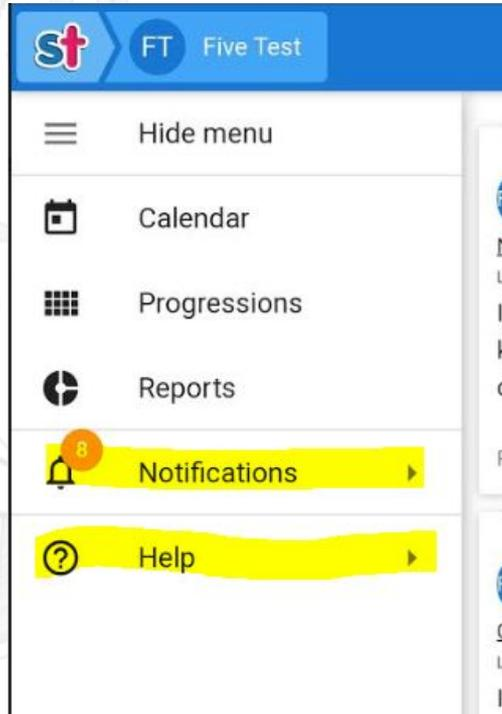 st FT Five Test
Hide menu
Calendar
Progressions
Reports
8
Notifications
Help